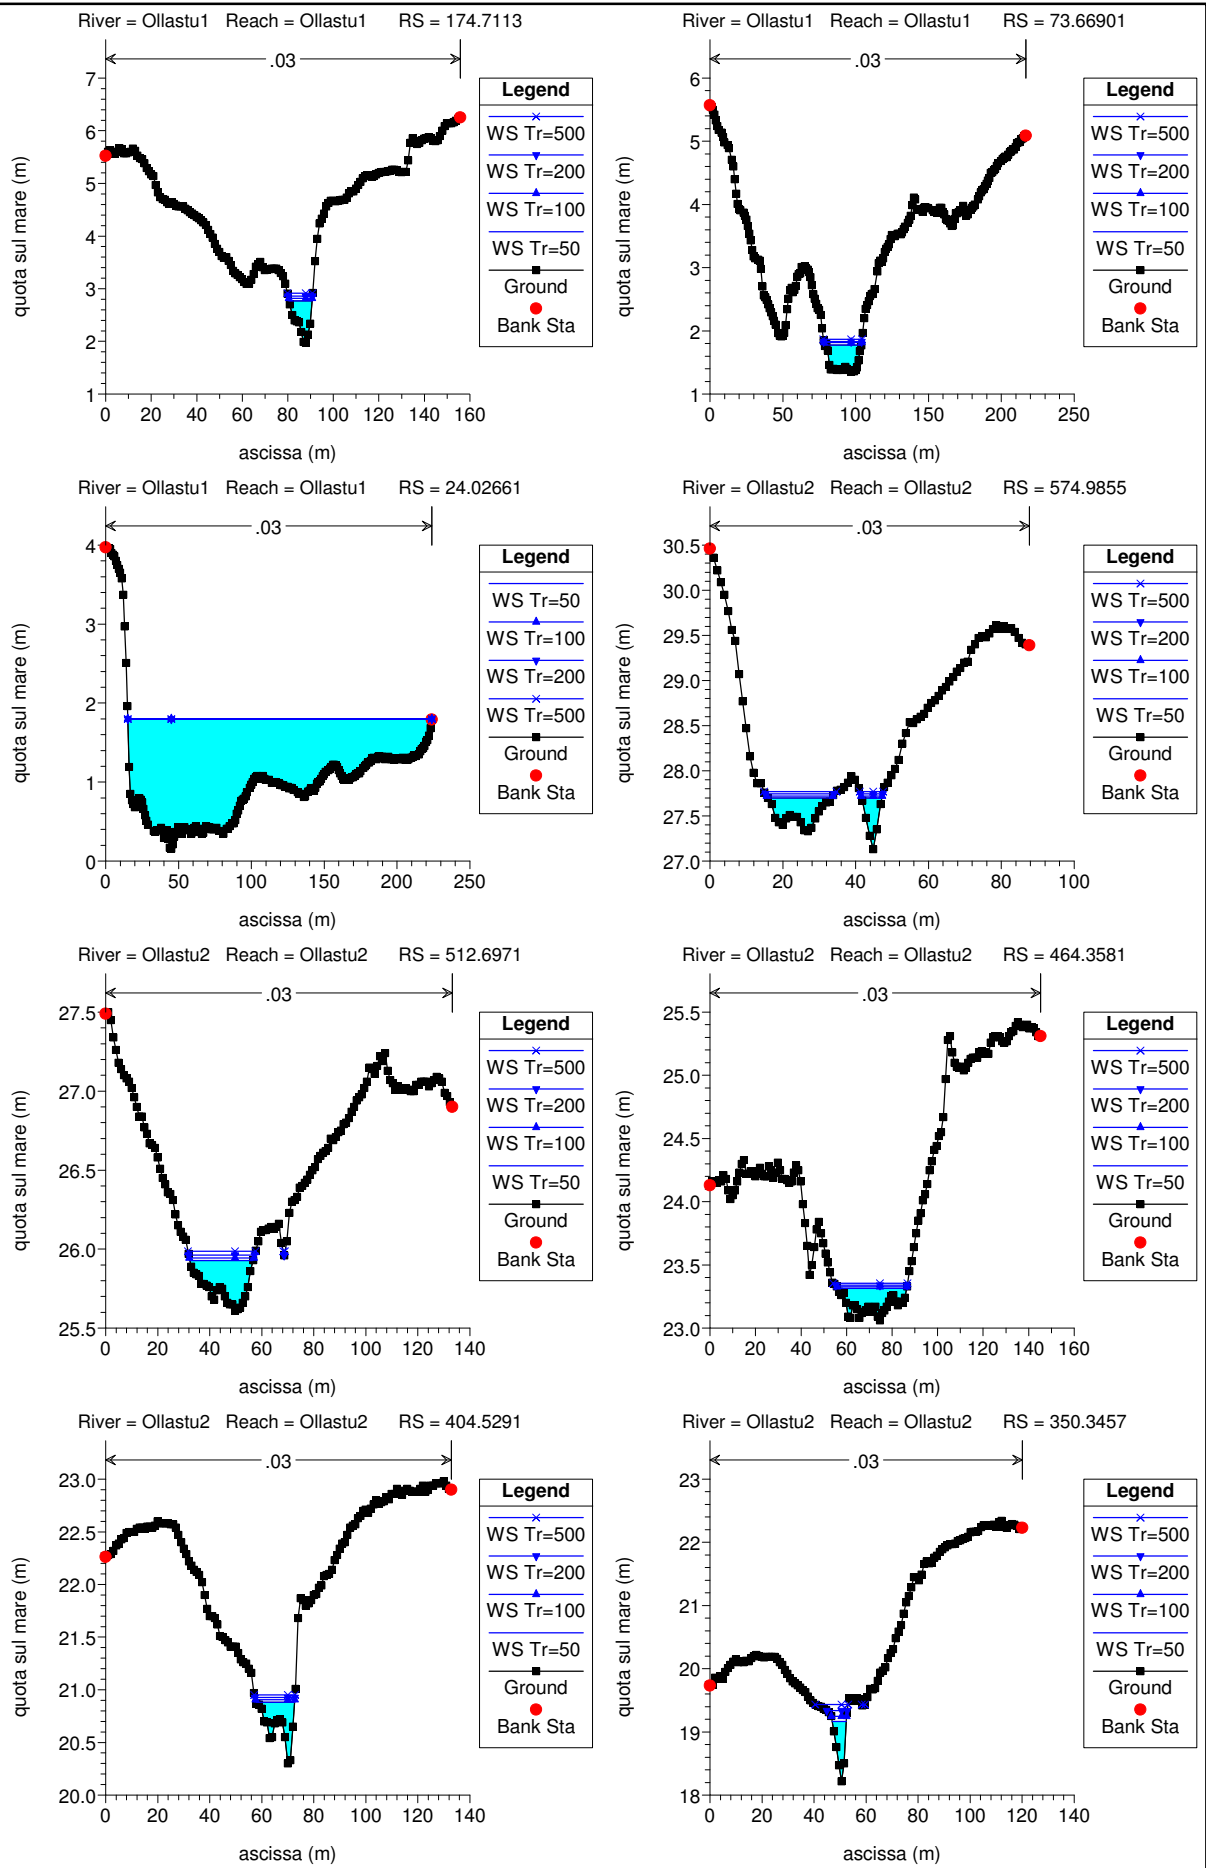 River = Ollastu1 Reach = Ollastu1 RS = 174.7113
.03
7
6
5
4
3
2
1
0 20 40 60 80 100 120 140 160
quota sul mare (m)
ascissa (m)
Legend
WS Tr=500
WS Tr=200
WS Tr=100
WS Tr=50
Ground
Bank Sta
River = Ollastu1 Reach = Ollastu1 RS = 73.66901
.03
6
5
4
3
2
1
0 50 100 150 200 250
quota sul mare (m)
ascissa (m)
Legend
WS Tr=500
WS Tr=200
WS Tr=100
WS Tr=50
Ground
Bank Sta
River = Ollastu1 Reach = Ollastu1 RS = 24.02661
.03
4
3
2
1
0
0 50 100 150 200 250
quota sul mare (m)
ascissa (m)
Legend
WS Tr=50
WS Tr=100
WS Tr=200
WS Tr=500
Ground
Bank Sta
River = Ollastu2 Reach = Ollastu2 RS = 574.9855
.03
30.5
30.0
29.5
29.0
28.5
28.0
27.5
27.0
0 20 40 60 80 100
quota sul mare (m)
ascissa (m)
Legend
WS Tr=500
WS Tr=200
WS Tr=100
WS Tr=50
Ground
Bank Sta
River = Ollastu2 Reach = Ollastu2 RS = 512.6971
.03
27.5
27.0
26.5
26.0
25.5
0 20 40 60 80 100 120 140
quota sul mare (m)
ascissa (m)
Legend
WS Tr=500
WS Tr=200
WS Tr=100
WS Tr=50
Ground
Bank Sta
River = Ollastu2 Reach = Ollastu2 RS = 464.3581
.03
25.5
25.0
24.5
24.0
23.5
23.0
0 20 40 60 80 100 120 140 160
quota sul mare (m)
ascissa (m)
Legend
WS Tr=500
WS Tr=200
WS Tr=100
WS Tr=50
Ground
Bank Sta
River = Ollastu2 Reach = Ollastu2 RS = 404.5291
.03
23.0
22.5
22.0
21.5
21.0
20.5
20.0
0 20 40 60 80 100 120 140
quota sul mare (m)
ascissa (m)
Legend
WS Tr=500
WS Tr=200
WS Tr=100
WS Tr=50
Ground
Bank Sta
River = Ollastu2 Reach = Ollastu2 RS = 350.3457
.03
23
22
21
20
19
18
0 20 40 60 80 100 120 140
quota sul mare (m)
ascissa (m)
Legend
WS Tr=500
WS Tr=200
WS Tr=100
WS Tr=50
Ground
Bank Sta